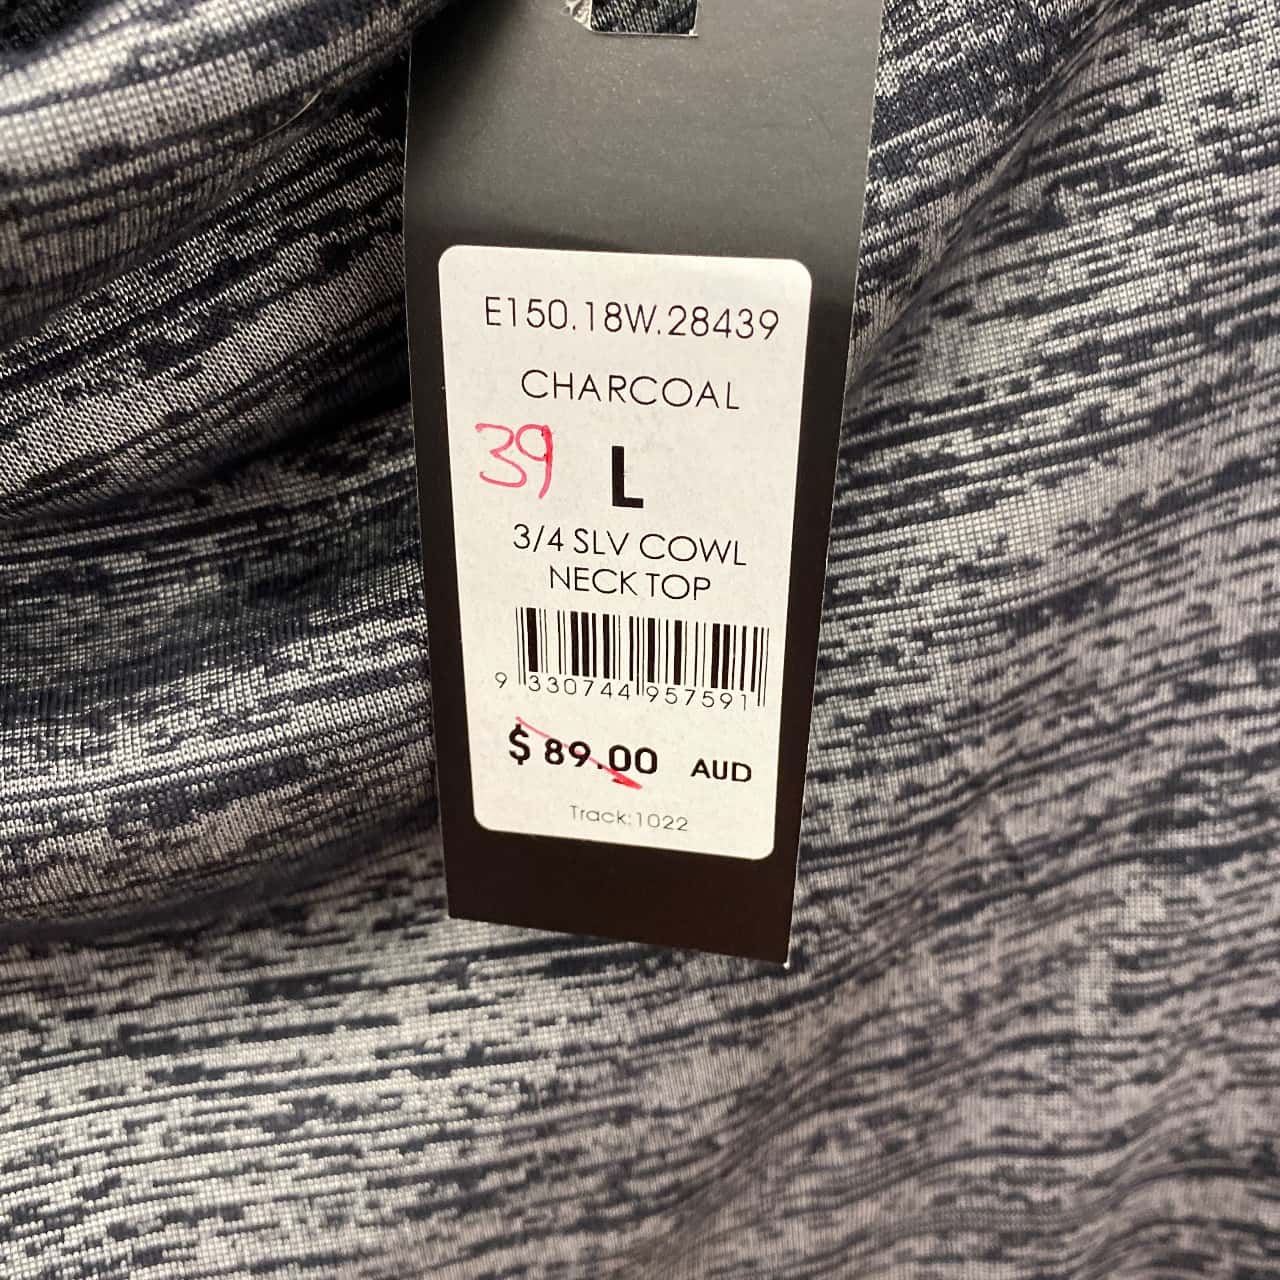 E150.18W.28439
CHARCOAL
39 L
3/4 SLV COWL
NECK TOP
9 330744 957591
$ 89.00 AUD
Track:1022